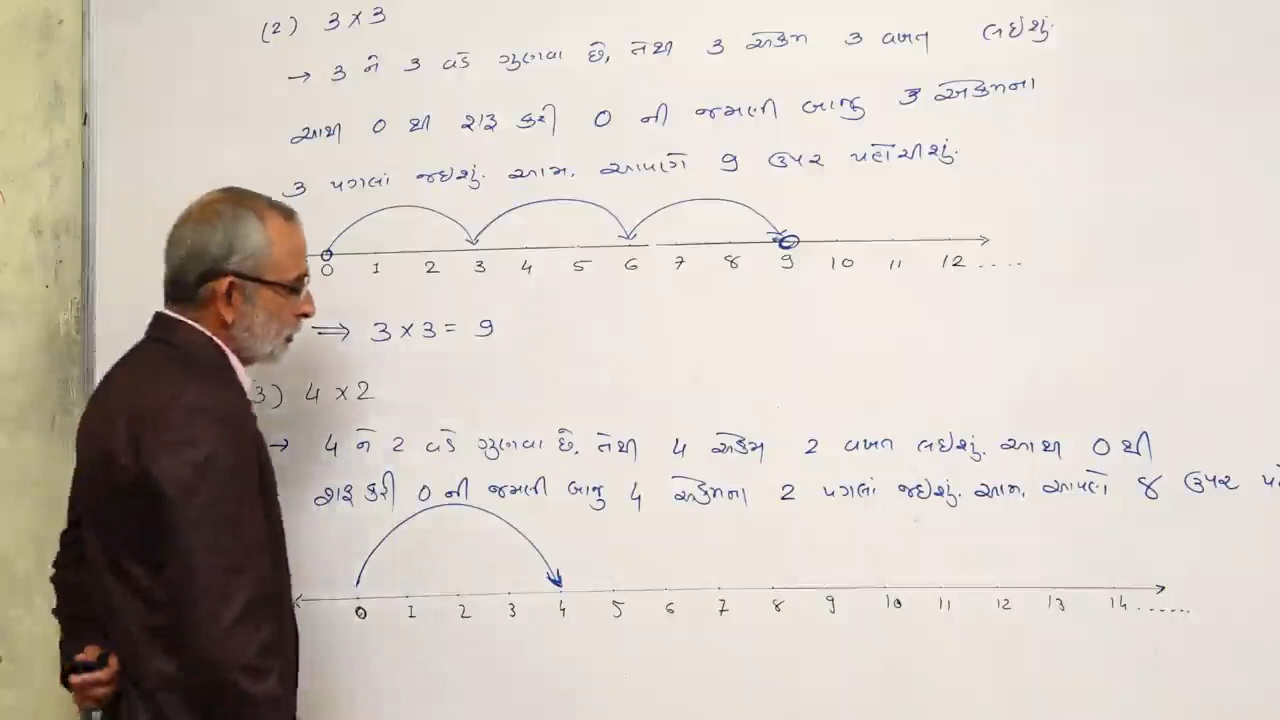 (2) 3 × 3
→ 3 ને 3 વડે ગુણવા છે, તેથી 3 એકમ 3 વખત લઈશું.
આથી 0 થી શરૂ કરી 0 ની જમણી બાજુ 3 એકમના
3 પગલાં જઈશું. આમ, આપણે 9 ઉપર પહોંચીશું.
0 1 2 3 4 5 6 7 8 9 10 11 12 ....
⟹ 3 × 3 = 9
3) 4 × 2
→ 4 ને 2 વડે ગુણવા છે, તેથી 4 એકમ 2 વખત લઈશું. આથી 0 થી
શરૂ કરી 0 ની જમણી બાજુ 4 એકમના 2 પગલાં જઈશું. આમ, આપણે 8 ઉપર
0 1 2 3 4 5 6 7 8 9 10 11 12 13 14 ......